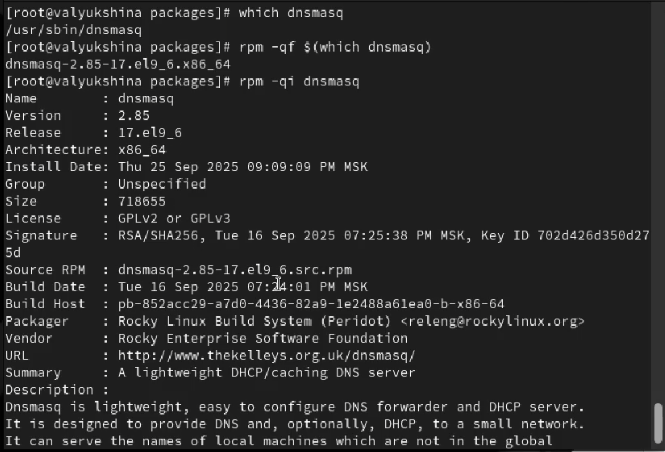 [root@valyukshina packages]# which dnsmasq
/usr/sbin/dnsmasq
[root@valyukshina packages]# rpm -qf $(which dnsmasq)
dnsmasq-2.85-17.el9_6.x86_64
[root@valyukshina packages]# rpm -qi dnsmasq
Name        : dnsmasq
Version     : 2.85
Release     : 17.el9_6
Architecture: x86_64
Install Date: Thu 25 Sep 2025 09:09:09 PM MSK
Group       : Unspecified
Size        : 718655
License     : GPLv2 or GPLv3
Signature   : RSA/SHA256, Tue 16 Sep 2025 07:25:38 PM MSK, Key ID 702d426d350d27
5d
Source RPM  : dnsmasq-2.85-17.el9_6.src.rpm
Build Date  : Tue 16 Sep 2025 07:24:01 PM MSK
Build Host  : pb-852acc29-a7d0-4436-82a9-1e2488a61ea0-b-x86-64
Packager    : Rocky Linux Build System (Peridot) <releng@rockylinux.org>
Vendor      : Rocky Enterprise Software Foundation
URL         : http://www.thekelleys.org.uk/dnsmasq/
Summary     : A lightweight DHCP/caching DNS server
Description :
Dnsmasq is lightweight, easy to configure DNS forwarder and DHCP server.
It is designed to provide DNS and, optionally, DHCP, to a small network.
It can serve the names of local machines which are not in the global